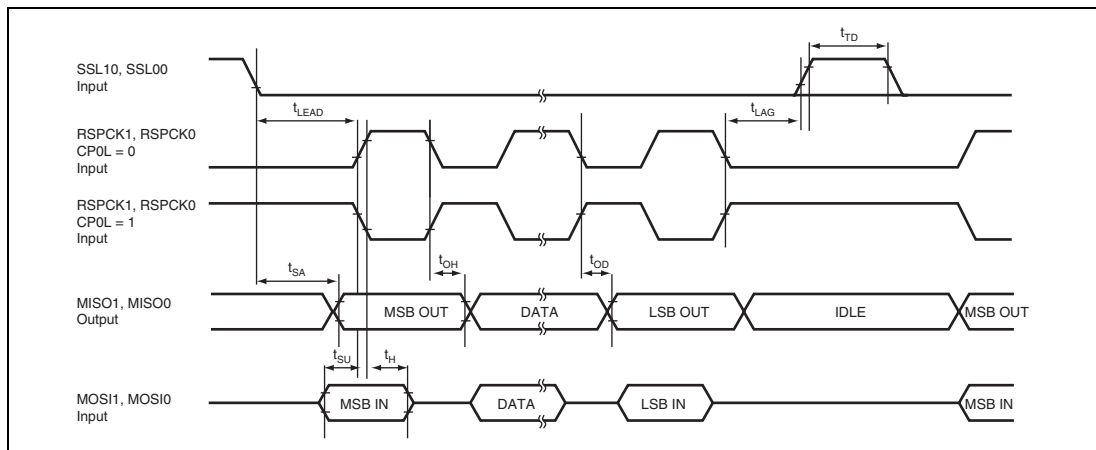 tTD
SSL10, SSL00
Input
tLEAD
tLAG
RSPCK1, RSPCK0
CP0L = 0
Input
RSPCK1, RSPCK0
CP0L = 1
Input
tSA
tOH
tOD
MISO1, MISO0
Output
MSB OUT
DATA
LSB OUT
IDLE
MSB OUT
tSU
tH
MOSI1, MOSI0
Input
MSB IN
DATA
LSB IN
MSB IN